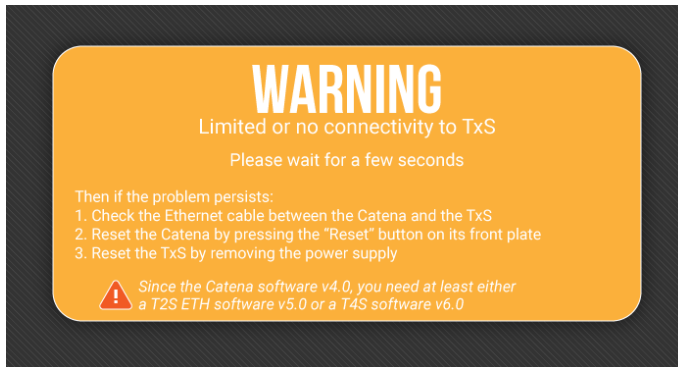 WARNING
Limited or no connectivity to TxS
Please wait for a few seconds
Then if the problem persists:
1. Check the Ethernet cable between the Catena and the TxS
2. Reset the Catena by pressing the “Reset” button on its front plate
3. Reset the TxS by removing the power supply
!
Since the Catena software v4.0, you need at least either
a T2S ETH software v5.0 or a T4S software v6.0